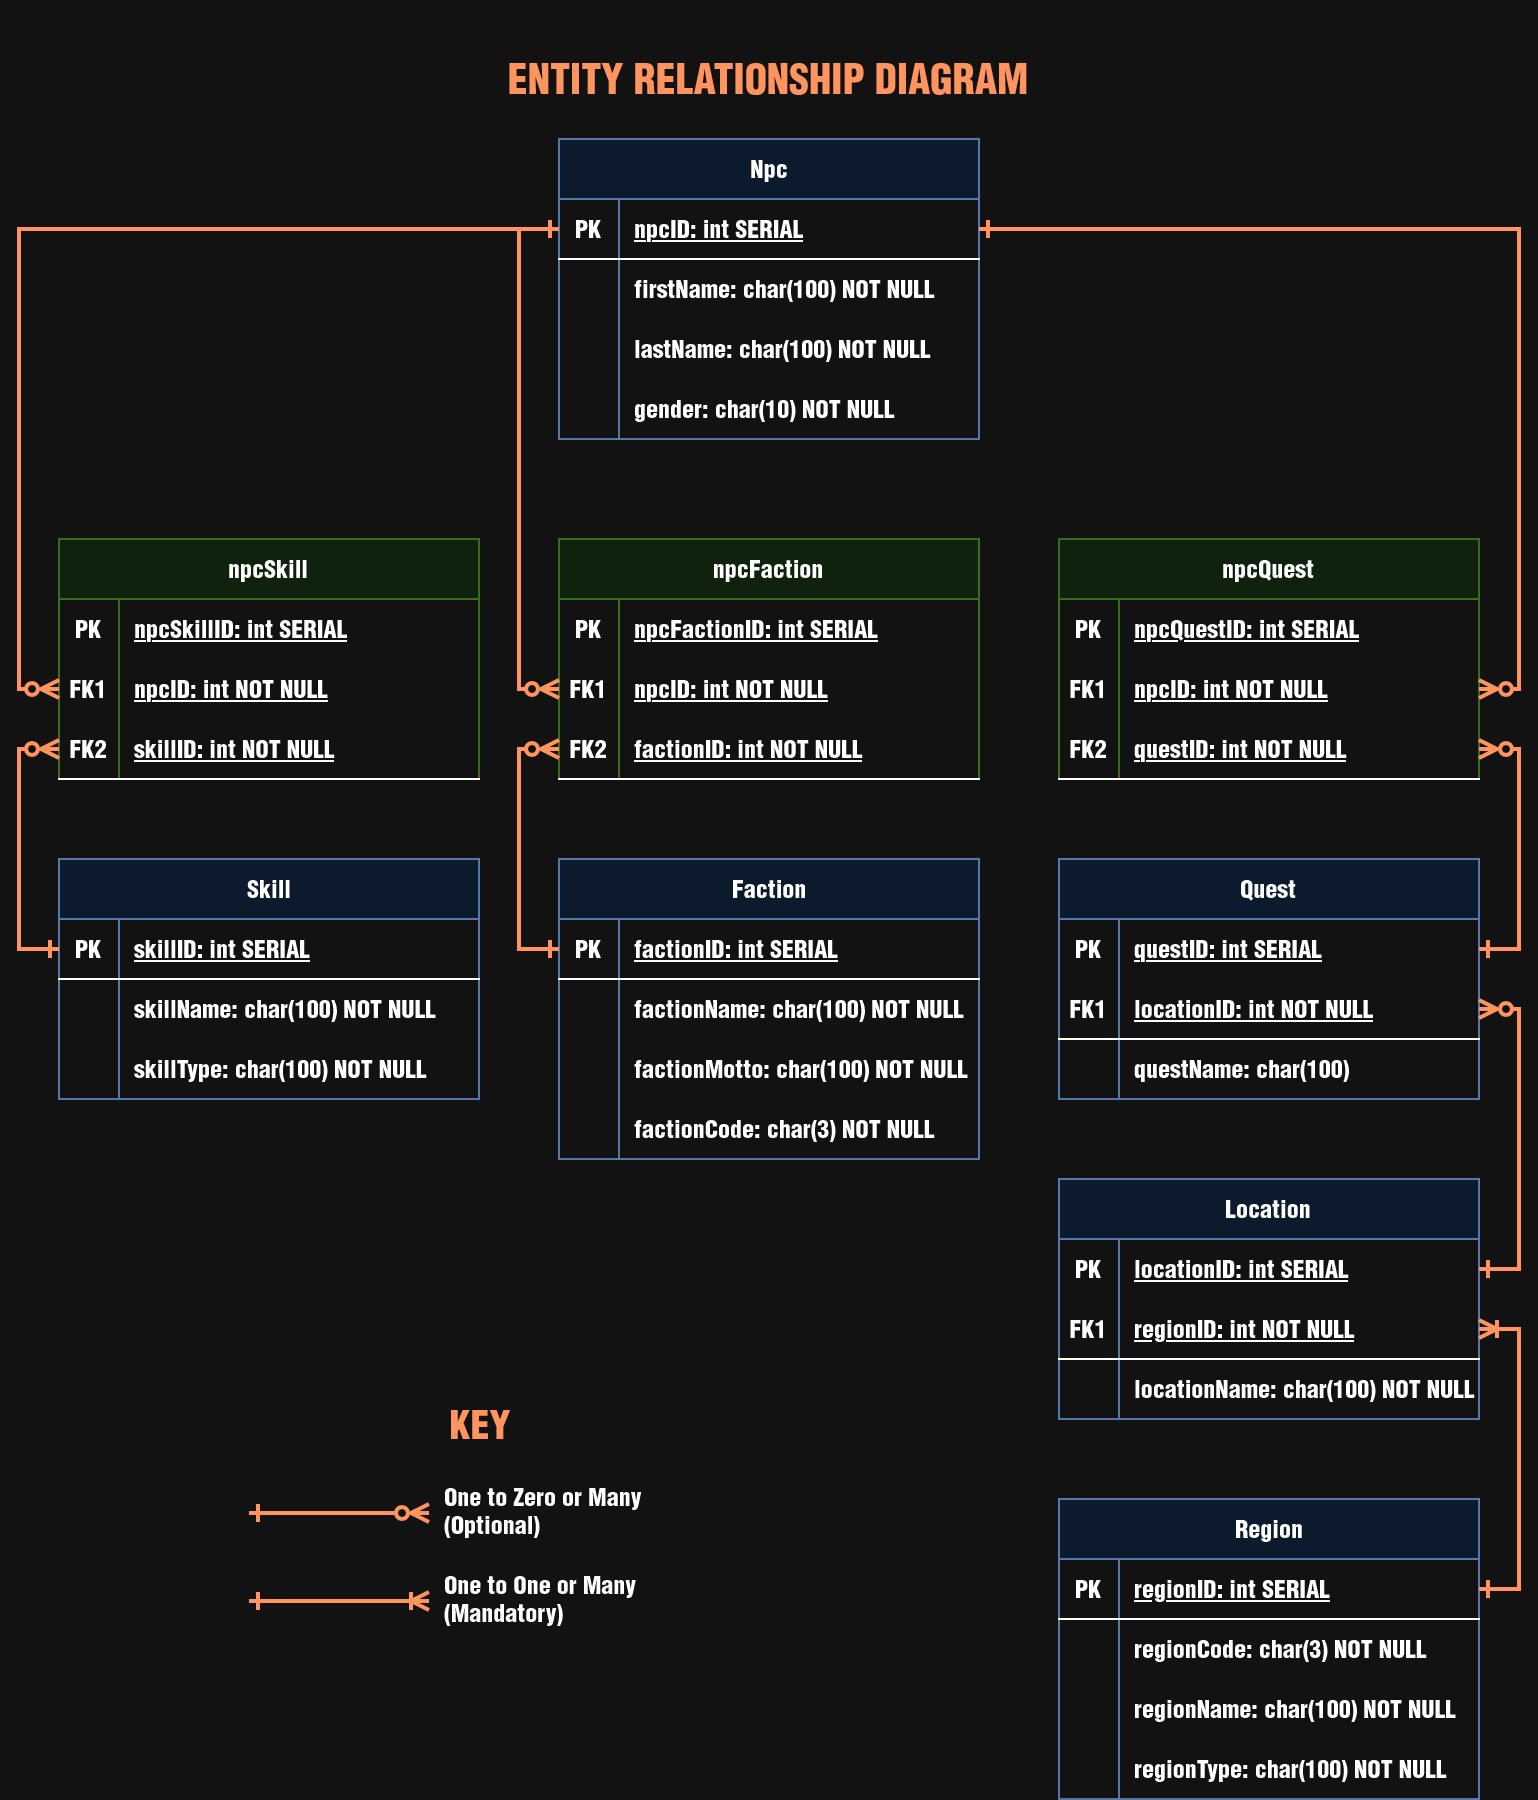 ENTITY RELATIONSHIP DIAGRAM
Npc
PK npcID: int SERIAL
firstName: char(100) NOT NULL
lastName: char(100) NOT NULL
gender: char(10) NOT NULL
npcSkill
PK npcSkillID: int SERIAL
FK1 npcID: int NOT NULL
FK2 skillID: int NOT NULL
npcFaction
PK npcFactionID: int SERIAL
FK1 npcID: int NOT NULL
FK2 factionID: int NOT NULL
npcQuest
PK npcQuestID: int SERIAL
FK1 npcID: int NOT NULL
FK2 questID: int NOT NULL
Skill
PK skillID: int SERIAL
skillName: char(100) NOT NULL
skillType: char(100) NOT NULL
Faction
PK factionID: int SERIAL
factionName: char(100) NOT NULL
factionMotto: char(100) NOT NULL
factionCode: char(3) NOT NULL
Quest
PK questID: int SERIAL
FK1 locationID: int NOT NULL
questName: char(100)
Location
PK locationID: int SERIAL
FK1 regionID: int NOT NULL
locationName: char(100) NOT NULL
Region
PK regionID: int SERIAL
regionCode: char(3) NOT NULL
regionName: char(100) NOT NULL
regionType: char(100) NOT NULL
KEY
One to Zero or Many
(Optional)
One to One or Many
(Mandatory)